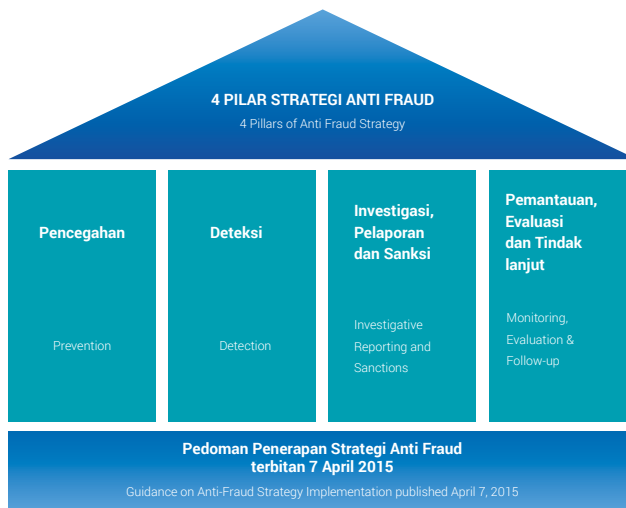 4 PILAR STRATEGI ANTI FRAUD
4 Pillars of Anti Fraud Strategy
Pencegahan
Prevention
Deteksi
Detection
Investigasi,
Pelaporan
dan Sanksi
Investigative
Reporting and
Sanctions
Pemantauan,
Evaluasi
dan Tindak
lanjut
Monitoring,
Evaluation &
Follow-up
Pedoman Penerapan Strategi Anti Fraud
terbitan 7 April 2015
Guidance on Anti-Fraud Strategy Implementation published April 7, 2015